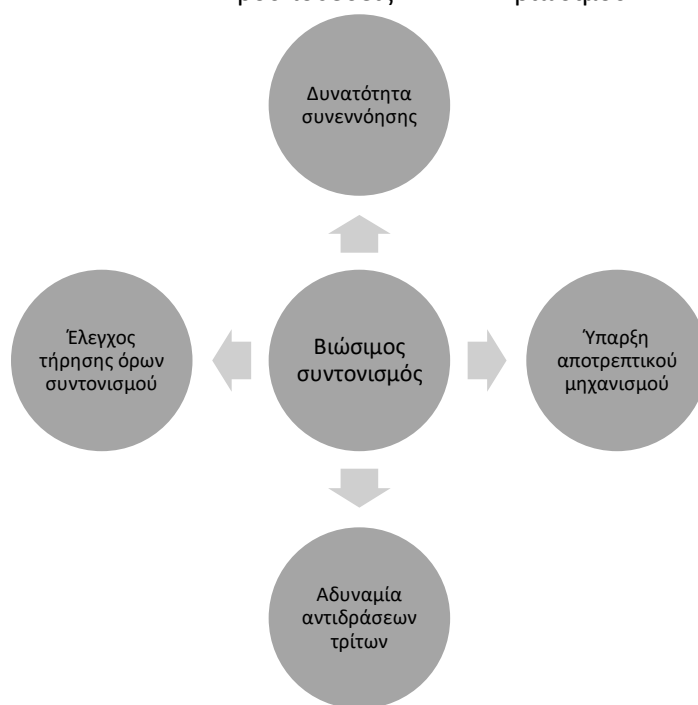 Δυνατότητα
συνεννόησης
Έλεγχος
τήρησης όρων
συντονισμού
Βιώσιμος
συντονισμός
Ύπαρξη
αποτρεπτικού
μηχανισμού
Αδυναμία
αντιδράσεων
τρίτων